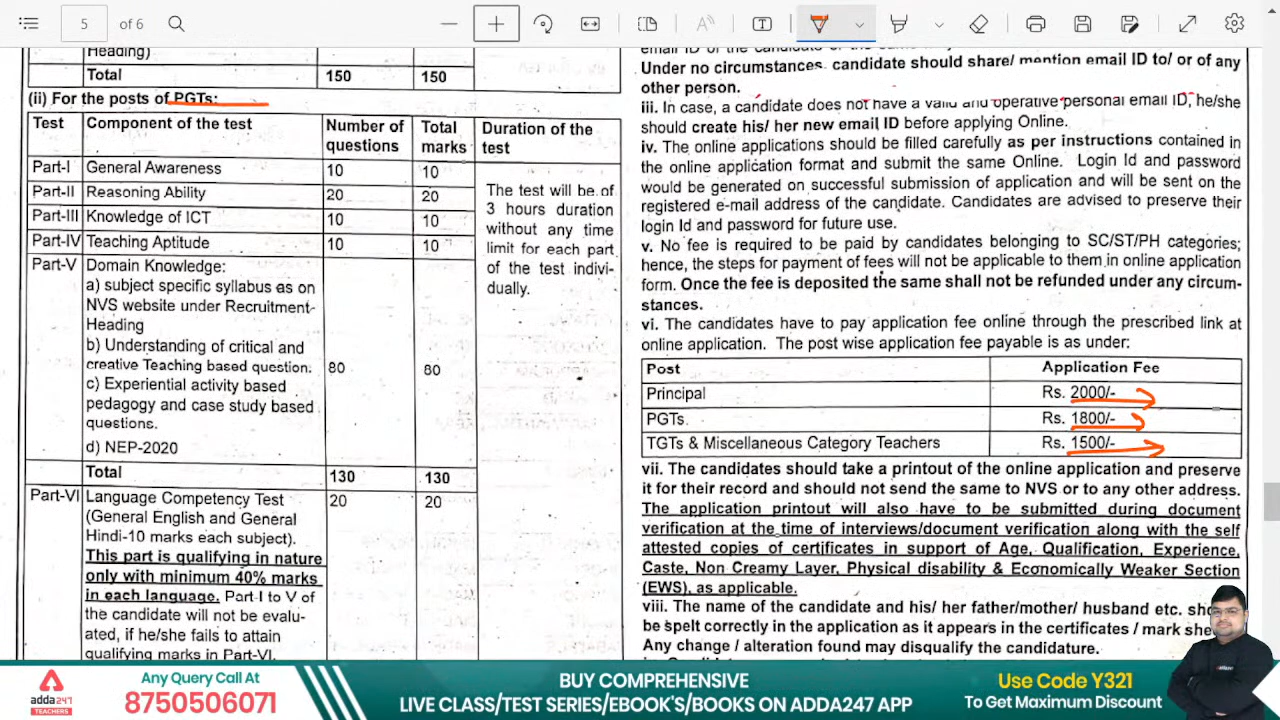 5 of 6
Heading)
Total 150 150
(ii) For the posts of PGTs:
Test Component of the test Number of questions Total marks Duration of the test
Part-I General Awareness 10 10
Part-II Reasoning Ability 20 20
Part-III Knowledge of ICT 10 10
Part-IV Teaching Aptitude 10 10
The test will be of
3 hours duration
without any time
limit for each part
of the test indivi-
dually.
Part-V Domain Knowledge:
a) subject specific syllabus as on
NVS website under Recruitment-
Heading
b) Understanding of critical and
creative Teaching based question.
c) Experiential activity based
pedagogy and case study based
questions.
d) NEP-2020
80 80
Total 130 130
Part-VI Language Competency Test 20 20
(General English and General
Hindi-10 marks each subject).
This part is qualifying in nature
only with minimum 40% marks
in each language. Part I to V of
the candidate will not be evalu-
ated, if he/she fails to attain
qualifying marks in Part-VI.
email ID of the candidate
Under no circumstances, candidate should share/ mention email ID to/ or of any
other person.
iii. In case, a candidate does not have a valid and operative personal email ID, he/she
should create his/ her new email ID before applying Online.
iv. The online applications should be filled carefully as per instructions contained in
the online application format and submit the same Online. Login Id and password
would be generated on successful submission of application and will be sent on the
registered e-mail address of the candidate. Candidates are advised to preserve their
login Id and password for future use.
v. No fee is required to be paid by candidates belonging to SC/ST/PH categories;
hence, the steps for payment of fees will not be applicable to them in online application
form. Once the fee is deposited the same shall not be refunded under any circum-
stances.
vi. The candidates have to pay application fee online through the prescribed link at
online application. The post wise application fee payable is as under:
Post Application Fee
Principal Rs. 2000/-
PGTs. Rs. 1800/-
TGTs & Miscellaneous Category Teachers Rs. 1500/-
vii. The candidates should take a printout of the online application and preserve
it for their record and should not send the same to NVS or to any other address.
The application printout will also have to be submitted during document
verification at the time of interviews/document verification along with the self
attested copies of certificates in support of Age, Qualification, Experience,
Caste, Non Creamy Layer, Physical disability & Economically Weaker Section
(EWS), as applicable.
viii. The name of the candidate and his/ her father/mother/ husband etc. sho
be spelt correctly in the application as it appears in the certificates / mark she
Any change / alteration found may disqualify the candidature.
adda247
TEACHERS
Any Query Call At
8750506071
BUY COMPREHENSIVE
LIVE CLASS/TEST SERIES/EBOOK'S/BOOKS ON ADDA247 APP
Use Code Y321
To Get Maximum Discount